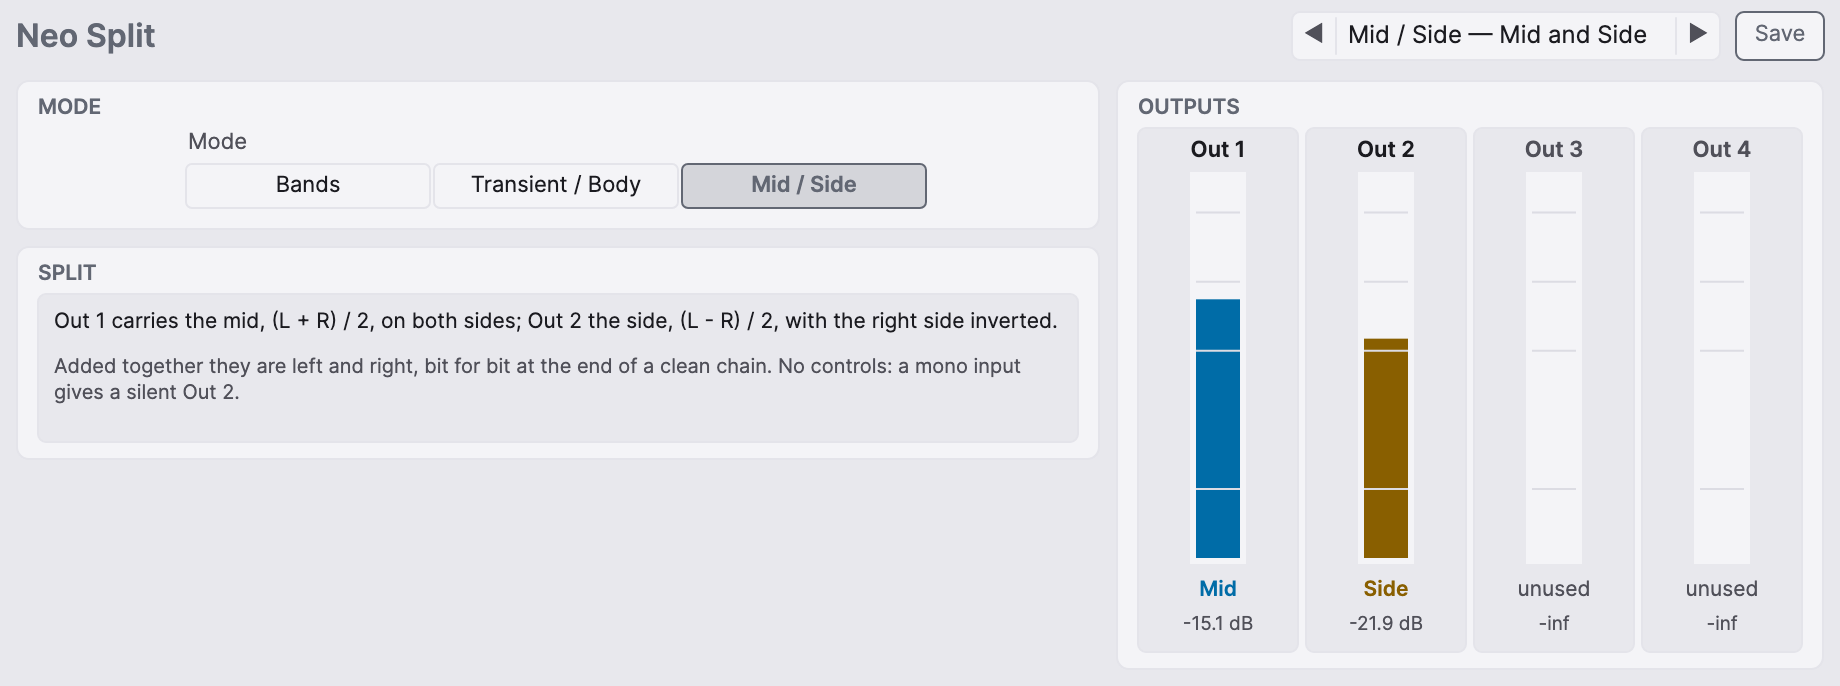 Neo Split
Mid / Side — Mid and Side
Save
MODE
Mode
Bands
Transient / Body
Mid / Side
SPLIT
Out 1 carries the mid, (L + R) / 2, on both sides; Out 2 the side, (L - R) / 2, with the right side inverted.
Added together they are left and right, bit for bit at the end of a clean chain. No controls: a mono input
gives a silent Out 2.
OUTPUTS
Out 1
Out 2
Out 3
Out 4
Mid
Side
unused
unused
-15.1 dB
-21.9 dB
-inf
-inf